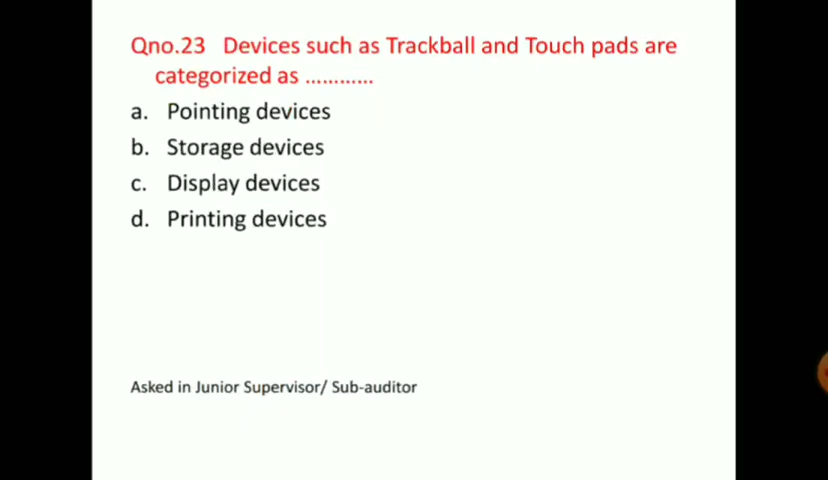 Qno.23 Devices such as Trackball and Touch pads are
categorized as ............
a. Pointing devices
b. Storage devices
c. Display devices
d. Printing devices
Asked in Junior Supervisor/ Sub-auditor